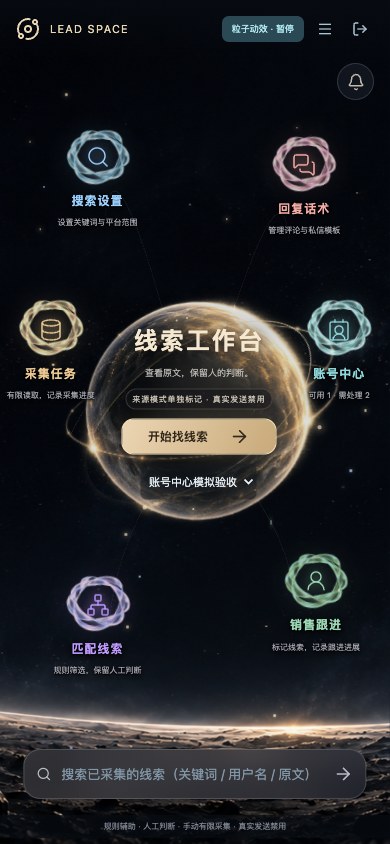 LEAD SPACE
粒子动效 · 暂停
搜索设置
设置关键词与平台范围
回复话术
管理评论与私信模板
线索工作台
查看原文，保留人的判断。
采集任务
有限读取，记录采集进度
账号中心
可用 1 · 需处理 2
来源模式单独标记 · 真实发送禁用
开始找线索
账号中心模拟验收
匹配线索
规则筛选，保留人工判断
销售跟进
标记线索，记录跟进进展
搜索已采集的线索（关键词 / 用户名 / 原文）
规则辅助 · 人工判断 · 手动有限采集 · 真实发送禁用